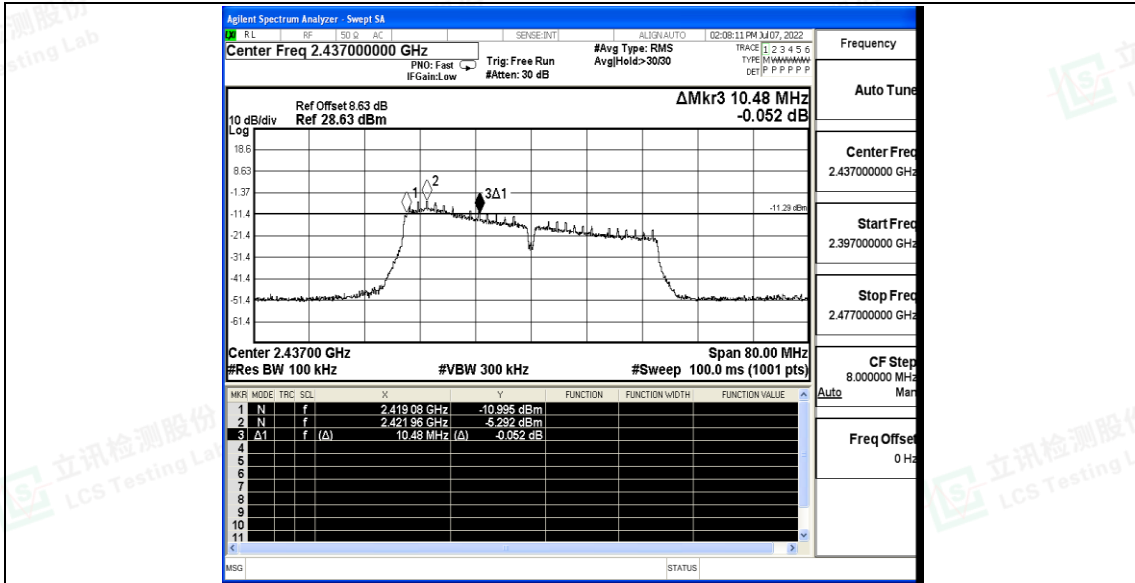 Agilent Spectrum Analyzer - Swept SA
RL RF 50 Ω AC SENSE:INT ALIGNAUTO 02:08:11 PM Jul 07, 2022
Center Freq 2.437000000 GHz
PNO: Fast
IFGain:Low
Trig: Free Run
#Atten: 30 dB
#Avg Type: RMS
Avg|Hold:>30/30
TRACE 1 2 3 4 5 6
TYPE MWWWWW
DET P P P P P P
Ref Offset 8.63 dB
10 dB/div Ref 28.63 dBm
Log
ΔMkr3 10.48 MHz
-0.052 dB
18.6
8.63
-1.37
-11.4
-21.4
-31.4
-41.4
-51.4
-61.4
1
2
3Δ1
-11.29 dBm
Center 2.43700 GHz Span 80.00 MHz
#Res BW 100 kHz #VBW 300 kHz #Sweep 100.0 ms (1001 pts)
MKR MODE TRC SCL X Y FUNCTION FUNCTION WIDTH FUNCTION VALUE
1 N f 2.419 08 GHz -10.995 dBm
2 N f 2.421 96 GHz -5.292 dBm
3 Δ1 f (Δ) 10.48 MHz (Δ) -0.052 dB
4
5
6
7
8
9
10
11
MSG STATUS
Frequency
Auto Tune
Center Freq
2.437000000 GHz
Start Freq
2.397000000 GHz
Stop Freq
2.477000000 GHz
CF Step
8.000000 MHz
Auto Man
Freq Offset
0 Hz
立讯检测股份
LCS Testing Lab
立讯检测股份
LCS Testing L